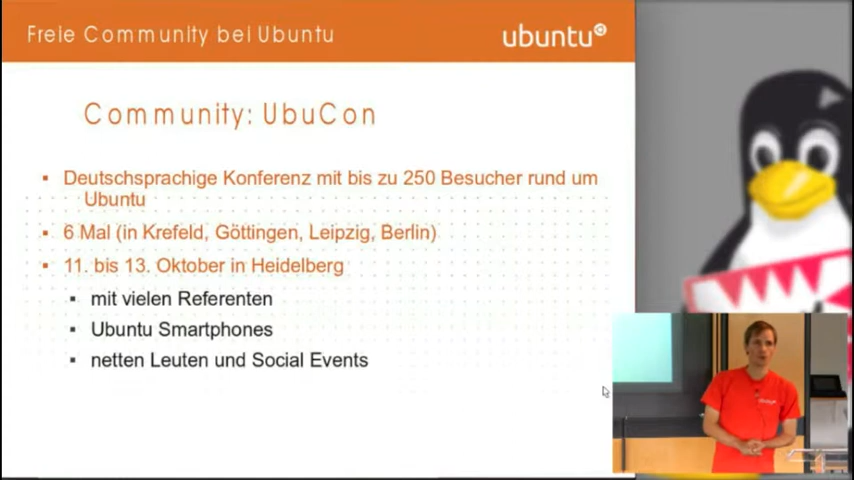 Freie Community bei Ubuntu
ubuntu
Community: UbuCon
Deutschsprachige Konferenz mit bis zu 250 Besucher rund um
Ubuntu
6 Mal (in Krefeld, Göttingen, Leipzig, Berlin)
11. bis 13. Oktober in Heidelberg
mit vielen Referenten
Ubuntu Smartphones
netten Leuten und Social Events